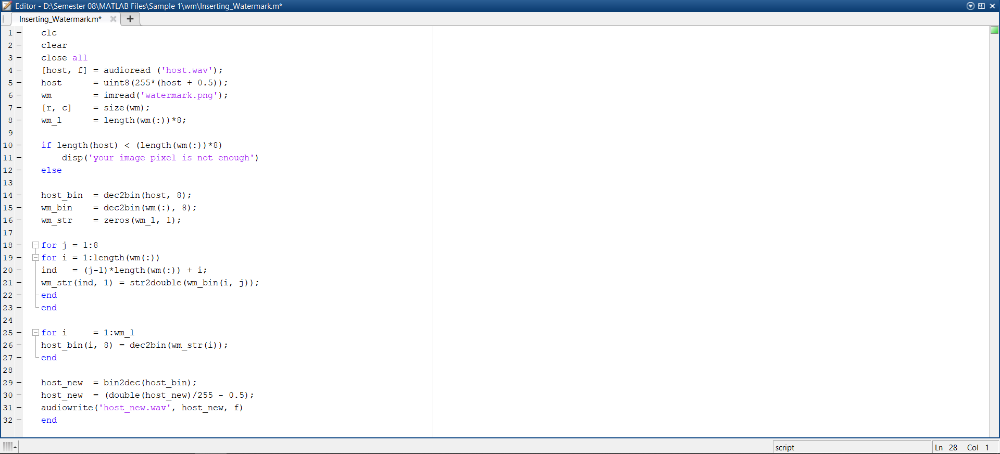 Editor - D:\Semester 08\MATLAB Files\Sample 1\wm\Inserting_Watermark.m*
Inserting_Watermark.m*
1 clc
2 clear
3 close all
4 [host, f] = audioread ('host.wav');
5 host      = uint8(255*(host + 0.5));
6 wm        = imread('watermark.png');
7 [r, c]    = size(wm);
8 wm_l      = length(wm(:))*8;
9
10 if length(host) < (length(wm(:))*8)
11     disp('your image pixel is not enough')
12 else
13
14 host_bin  = dec2bin(host, 8);
15 wm_bin    = dec2bin(wm(:), 8);
16 wm_str    = zeros(wm_l, 1);
17
18 for j = 1:8
19 for i = 1:length(wm(:))
20 ind   = (j-1)*length(wm(:)) + i;
21 wm_str(ind, 1) = str2double(wm_bin(i, j));
22 end
23 end
24
25 for i     = 1:wm_l
26 host_bin(i, 8) = dec2bin(wm_str(i));
27 end
28
29 host_new  = bin2dec(host_bin);
30 host_new  = (double(host_new)/255 - 0.5);
31 audiowrite('host_new.wav', host_new, f)
32 end
script
Ln 28 Col 1